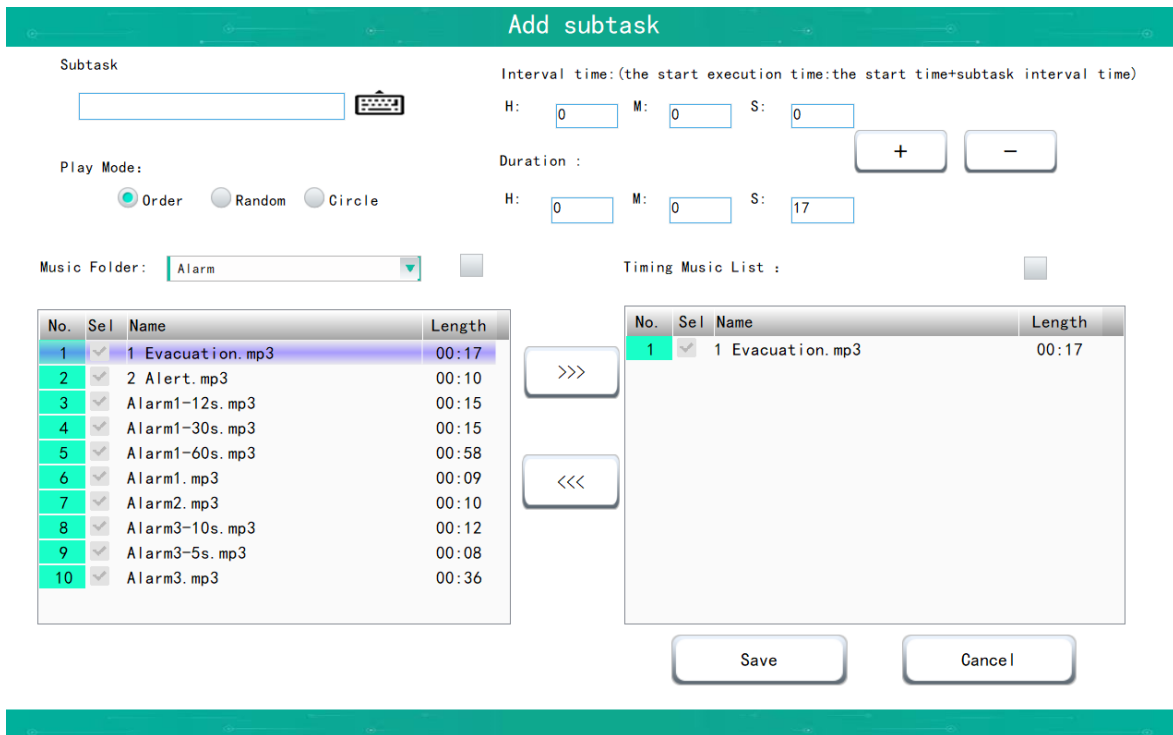 Add subtask
Subtask
Interval time:(the start execution time:the start time+subtask interval time)
H: 0 M: 0 S: 0
+ −
Play Mode:
Duration :
Order Random Circle
H: 0 M: 0 S: 17
Music Folder: Alarm
Timing Music List :
No. Sel Name Length
1 1 Evacuation.mp3 00:17
2 2 Alert.mp3 00:10
3 Alarm1-12s.mp3 00:15
4 Alarm1-30s.mp3 00:15
5 Alarm1-60s.mp3 00:58
6 Alarm1.mp3 00:09
7 Alarm2.mp3 00:10
8 Alarm3-10s.mp3 00:12
9 Alarm3-5s.mp3 00:08
10 Alarm3.mp3 00:36
>>>
<<<
No. Sel Name Length
1 1 Evacuation.mp3 00:17
Save Cancel